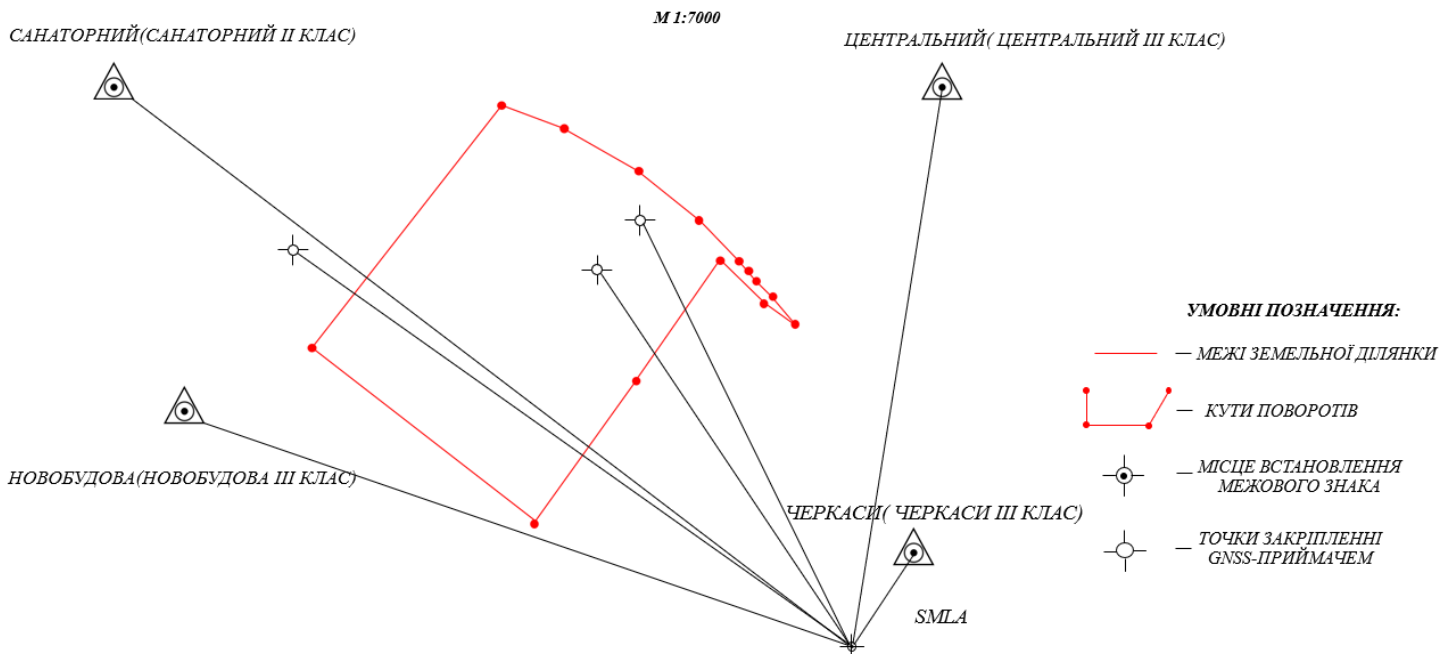 М 1:7000
САНАТОРНИЙ(САНАТОРНИЙ ІІ КЛАС)
ЦЕНТРАЛЬНИЙ( ЦЕНТРАЛЬНИЙ ІІІ КЛАС)
НОВОБУДОВА(НОВОБУДОВА ІІІ КЛАС)
ЧЕРКАСИ( ЧЕРКАСИ ІІІ КЛАС)
SMLA
УМОВНІ ПОЗНАЧЕННЯ:
— МЕЖІ ЗЕМЕЛЬНОЇ ДІЛЯНКИ
— КУТИ ПОВОРОТІВ
— МІСЦЕ ВСТАНОВЛЕННЯ
МЕЖОВОГО ЗНАКА
— ТОЧКИ ЗАКРІПЛЕННІ
GNSS-ПРИЙМАЧЕМ